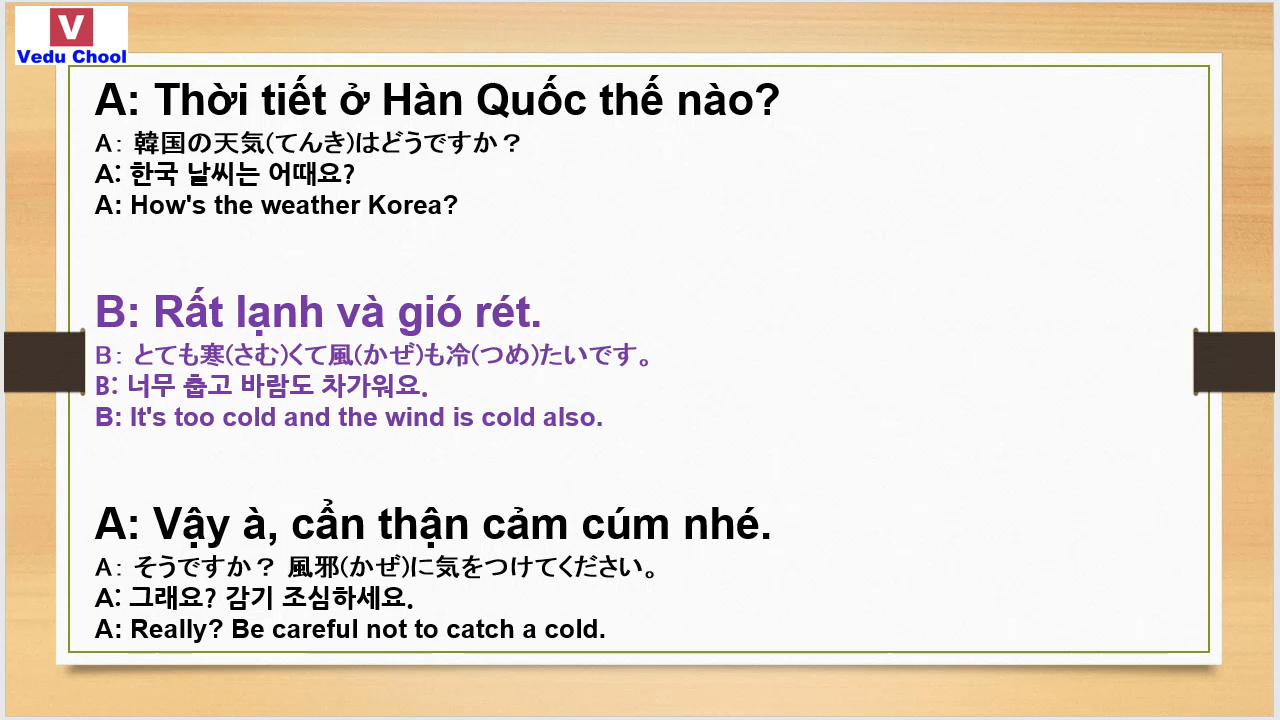 V
Vedu Chool
A: Thời tiết ở Hàn Quốc thế nào?
A: 韓国の天気(てんき)はどうですか？
A: 한국 날씨는 어때요?
A: How's the weather Korea?
B: Rất lạnh và gió rét.
B: とても寒(さむ)くて風(かぜ)も冷(つめ)たいです。
B: 너무 춥고 바람도 차가워요.
B: It's too cold and the wind is cold also.
A: Vậy à, cẩn thận cảm cúm nhé.
A: そうですか？ 風邪(かぜ)に気をつけてください。
A: 그래요? 감기 조심하세요.
A: Really? Be careful not to catch a cold.